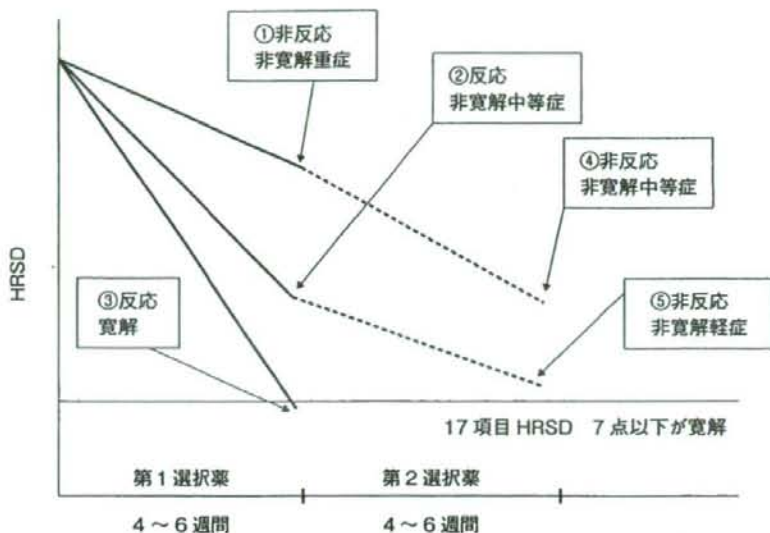 ①非反応
非寛解重症
②反応
非寛解中等症
④非反応
非寛解中等症
③反応
寛解
⑤非反応
非寛解軽症
HRSD
17項目 HRSD　7点以下が寛解
第1選択薬
第2選択薬
4～6週間
4～6週間